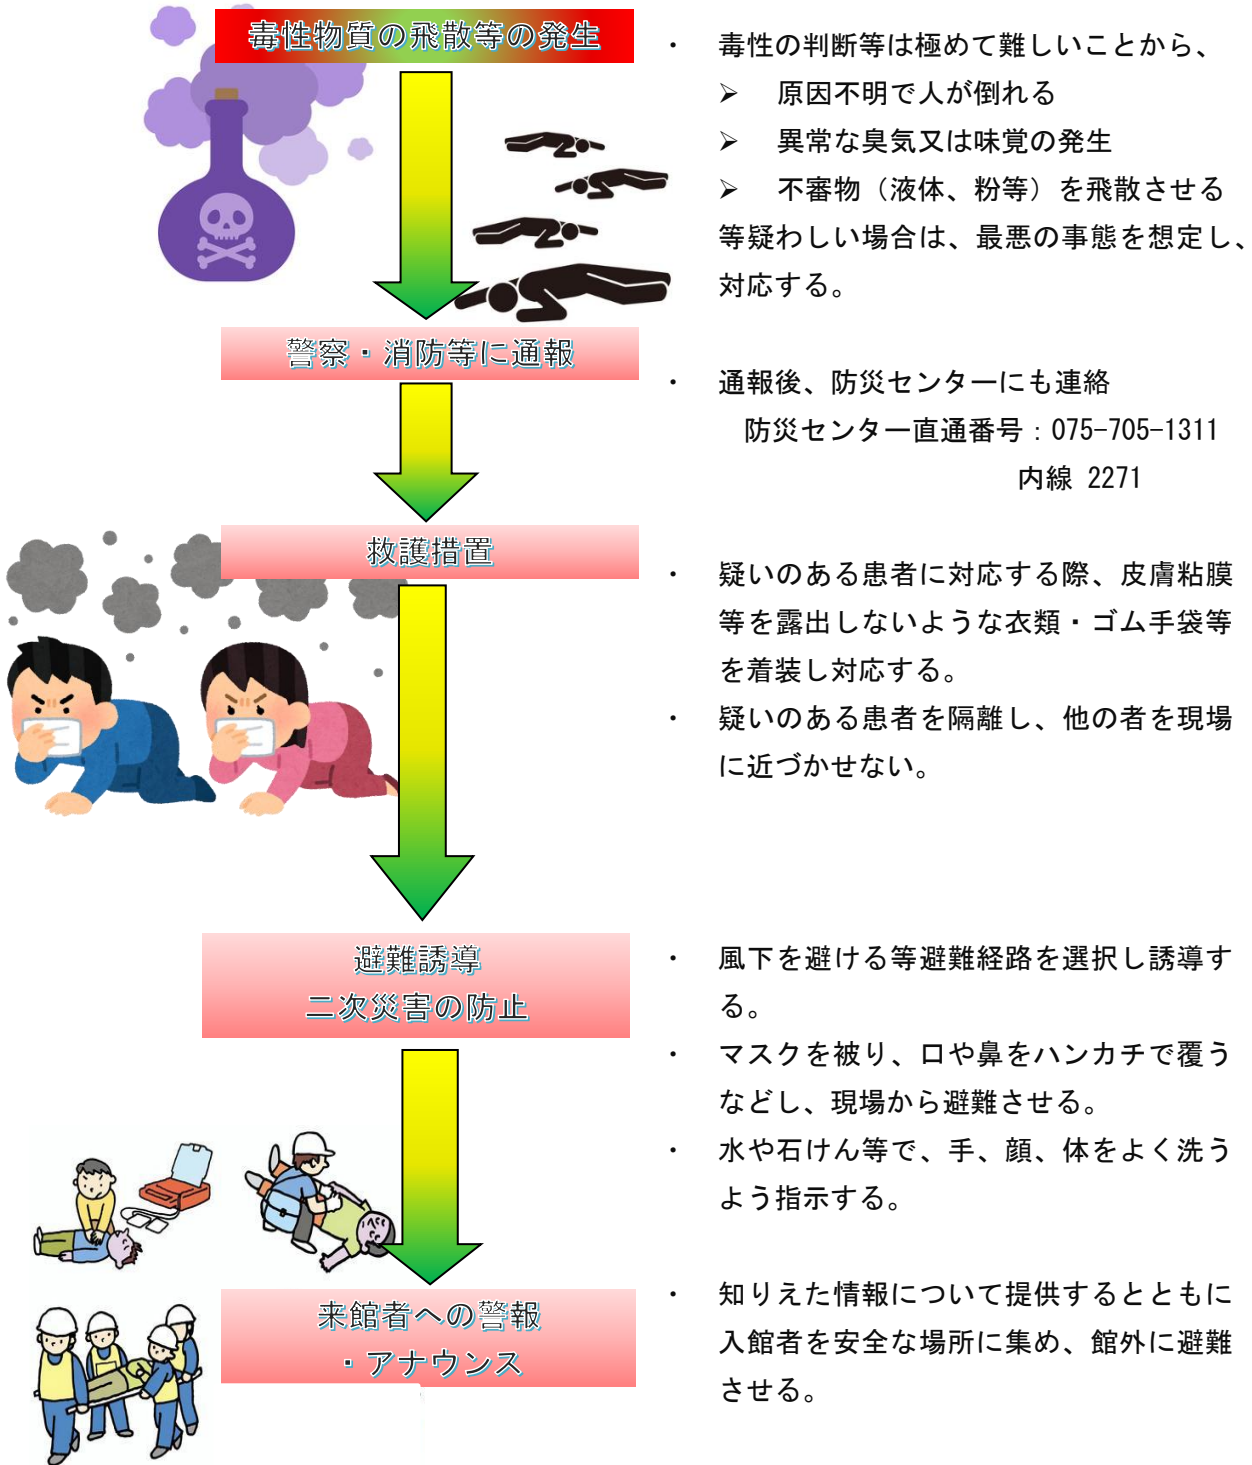 毒性物質の飛散等の発生
・ 毒性の判断等は極めて難しいことから、
➢ 原因不明で人が倒れる
➢ 異常な臭気又は味覚の発生
➢ 不審物（液体、粉等）を飛散させる
等疑わしい場合は、最悪の事態を想定し、
対応する。
警察・消防等に通報
・ 通報後、防災センターにも連絡
防災センター直通番号：075-705-1311
内線 2271
救護措置
・ 疑いのある患者に対応する際、皮膚粘膜
等を露出しないような衣類・ゴム手袋等
を着装し対応する。
・ 疑いのある患者を隔離し、他の者を現場
に近づかせない。
避難誘導
二次災害の防止
・ 風下を避ける等避難経路を選択し誘導す
る。
・ マスクを被り、口や鼻をハンカチで覆う
などし、現場から避難させる。
・ 水や石けん等で、手、顔、体をよく洗う
よう指示する。
来館者への警報
・アナウンス
・ 知りえた情報について提供するとともに
入館者を安全な場所に集め、館外に避難
させる。